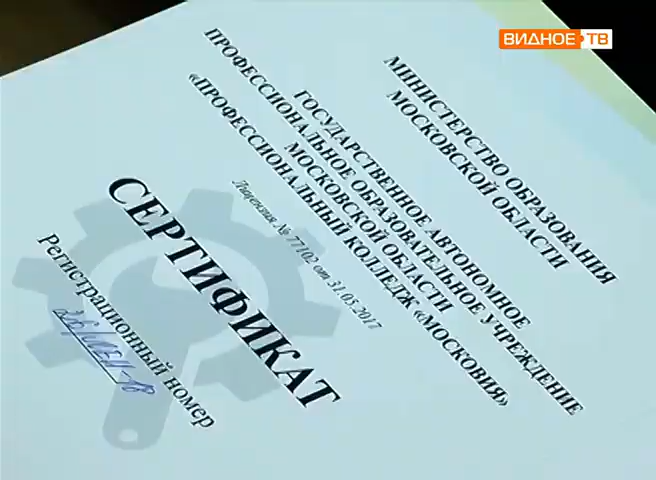 ВИДНОЕ ТВ
МИНИСТЕРСТВО ОБРАЗОВАНИЯ
МОСКОВСКОЙ ОБЛАСТИ
ГОСУДАРСТВЕННОЕ АВТОНОМНОЕ
ПРОФЕССИОНАЛЬНОЕ ОБРАЗОВАТЕЛЬНОЕ УЧРЕЖДЕНИЕ
МОСКОВСКОЙ ОБЛАСТИ
«ПРОФЕССИОНАЛЬНЫЙ КОЛЛЕДЖ «МОСКОВИЯ»
Лицензия № 77102 от 31.05.2017
СЕРТИФИКАТ
Регистрационный номер